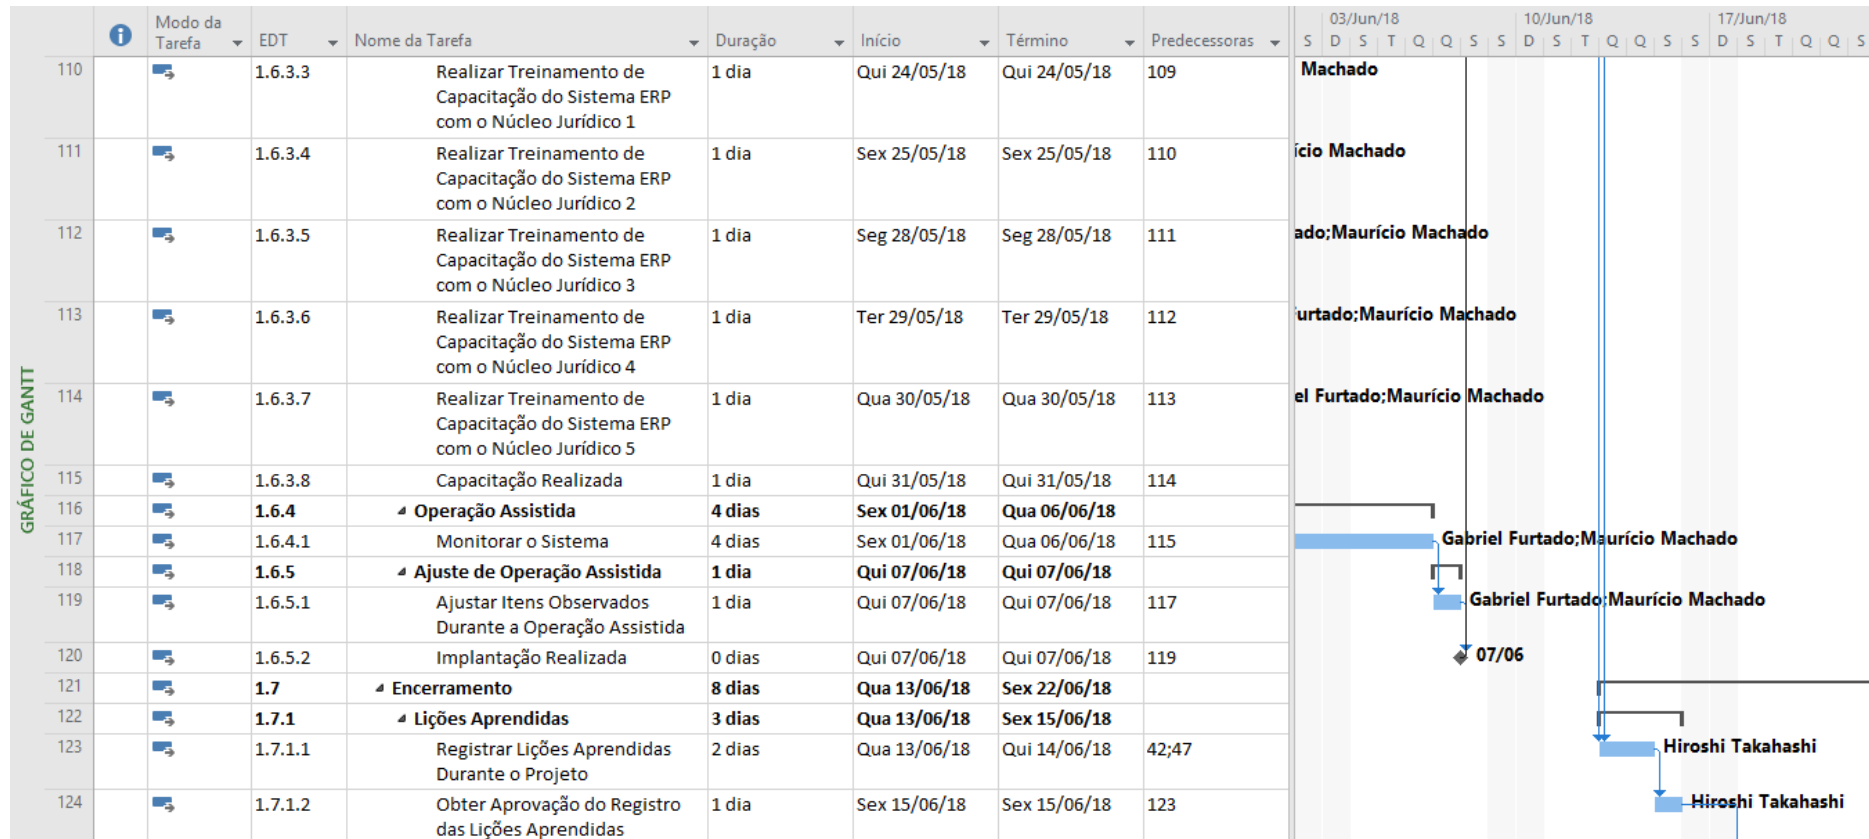 Modo da Tarefa EDT Nome da Tarefa Duração Início Término Predecessoras
03/Jun/18 10/Jun/18 17/Jun/18
S D S T Q Q S S D S T Q Q S S D S T Q Q S
GRÁFICO DE GANTT
110 1.6.3.3 Realizar Treinamento de 1 dia Qui 24/05/18 Qui 24/05/18 109 Machado
Capacitação do Sistema ERP
com o Núcleo Jurídico 1
111 1.6.3.4 Realizar Treinamento de 1 dia Sex 25/05/18 Sex 25/05/18 110 ício Machado
Capacitação do Sistema ERP
com o Núcleo Jurídico 2
112 1.6.3.5 Realizar Treinamento de 1 dia Seg 28/05/18 Seg 28/05/18 111 ado;Maurício Machado
Capacitação do Sistema ERP
com o Núcleo Jurídico 3
113 1.6.3.6 Realizar Treinamento de 1 dia Ter 29/05/18 Ter 29/05/18 112 urtado;Maurício Machado
Capacitação do Sistema ERP
com o Núcleo Jurídico 4
114 1.6.3.7 Realizar Treinamento de 1 dia Qua 30/05/18 Qua 30/05/18 113 el Furtado;Maurício Machado
Capacitação do Sistema ERP
com o Núcleo Jurídico 5
115 1.6.3.8 Capacitação Realizada 1 dia Qui 31/05/18 Qui 31/05/18 114
116 1.6.4 Operação Assistida 4 dias Sex 01/06/18 Qua 06/06/18
117 1.6.4.1 Monitorar o Sistema 4 dias Sex 01/06/18 Qua 06/06/18 115 Gabriel Furtado;Maurício Machado
118 1.6.5 Ajuste de Operação Assistida 1 dia Qui 07/06/18 Qui 07/06/18
119 1.6.5.1 Ajustar Itens Observados 1 dia Qui 07/06/18 Qui 07/06/18 117 Gabriel Furtado;Maurício Machado
Durante a Operação Assistida
120 1.6.5.2 Implantação Realizada 0 dias Qui 07/06/18 Qui 07/06/18 119 07/06
121 1.7 Encerramento 8 dias Qua 13/06/18 Sex 22/06/18
122 1.7.1 Lições Aprendidas 3 dias Qua 13/06/18 Sex 15/06/18
123 1.7.1.1 Registrar Lições Aprendidas 2 dias Qua 13/06/18 Qui 14/06/18 42;47 Hiroshi Takahashi
Durante o Projeto
124 1.7.1.2 Obter Aprovação do Registro 1 dia Sex 15/06/18 Sex 15/06/18 123 Hiroshi Takahashi
das Lições Aprendidas